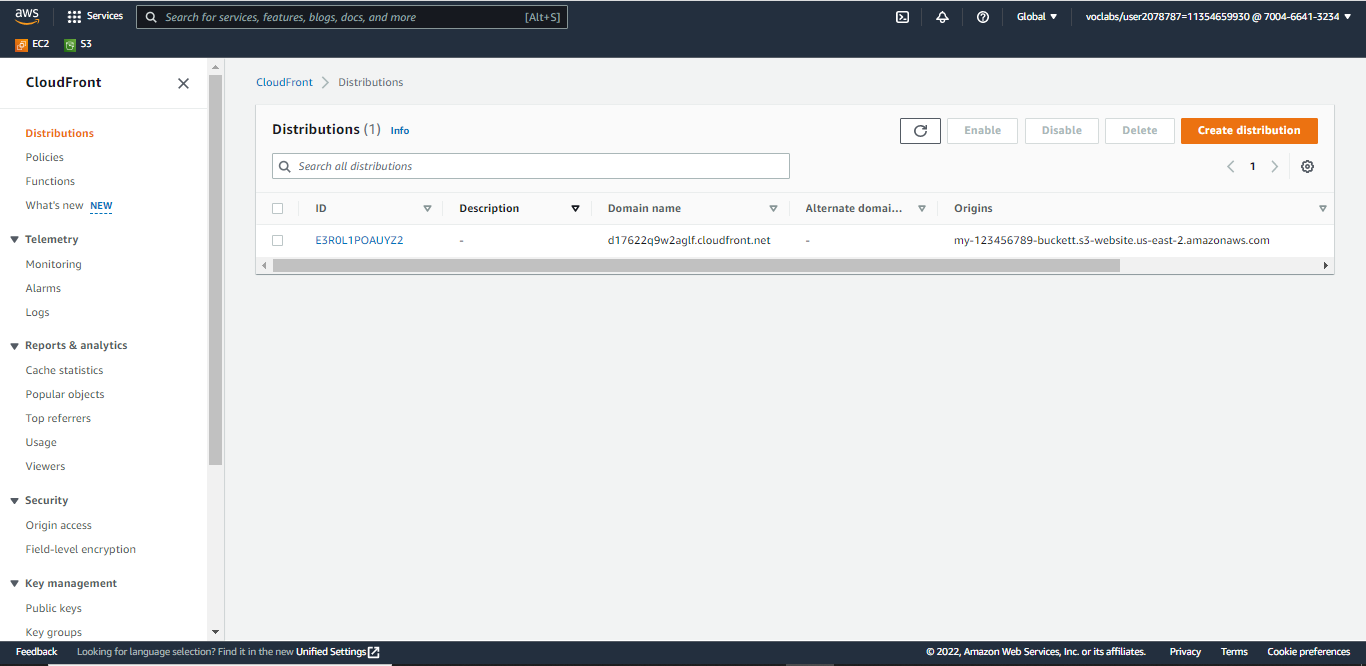 aws Services Search for services, features, blogs, docs, and more [Alt+S] Global voclabs/user2078787=11354659930 @ 7004-6641-3234
EC2 S3
CloudFront
Distributions
Policies
Functions
What's new NEW
Telemetry
Monitoring
Alarms
Logs
Reports & analytics
Cache statistics
Popular objects
Top referrers
Usage
Viewers
Security
Origin access
Field-level encryption
Key management
Public keys
Key groups
CloudFront Distributions
Distributions (1) Info Enable Disable Delete Create distribution
Search all distributions 1
ID Description Domain name Alternate domai... Origins
E3R0L1POAUYZ2 - d17622q9w2aglf.cloudfront.net - my-123456789-buckett.s3-website.us-east-2.amazonaws.com
Feedback Looking for language selection? Find it in the new Unified Settings © 2022, Amazon Web Services, Inc. or its affiliates. Privacy Terms Cookie preferences